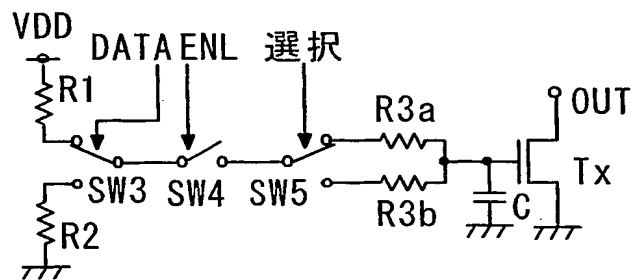 VDD
DATA ENL 選択
R1
R3a
OUT
SW3 SW4 SW5
Tx
R3b
C
R2